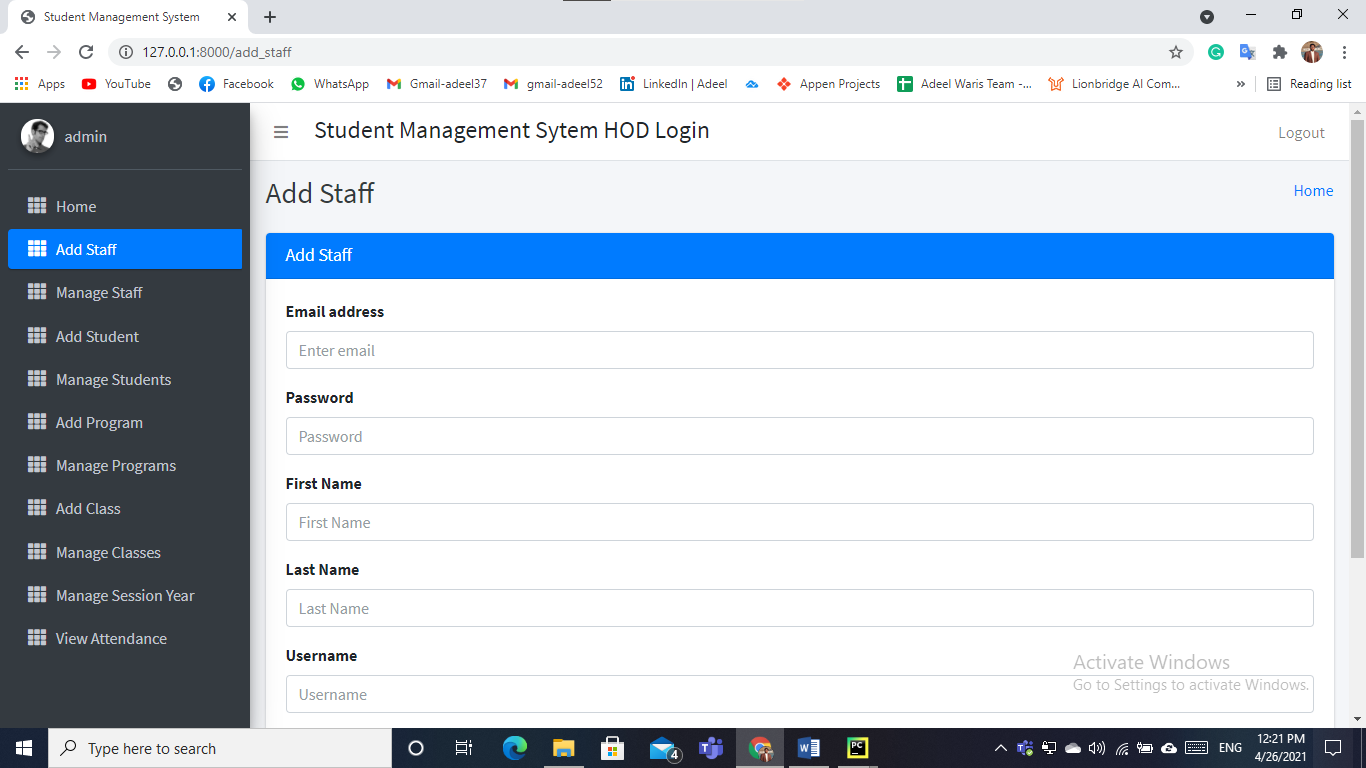 Student Management System
127.0.0.1:8000/add_staff
Apps YouTube Facebook WhatsApp Gmail-adeel37 gmail-adeel52 LinkedIn | Adeel Appen Projects Adeel Waris Team -... Lionbridge AI Com... » Reading list
admin
Student Management Sytem HOD Login
Logout
Add Staff
Home
Home
Add Staff
Manage Staff
Add Student
Manage Students
Add Program
Manage Programs
Add Class
Manage Classes
Manage Session Year
View Attendance
Add Staff
Email address
Enter email
Password
Password
First Name
First Name
Last Name
Last Name
Username
Username
Activate Windows
Go to Settings to activate Windows.
Type here to search
4
PC
ENG
12:21 PM
4/26/2021